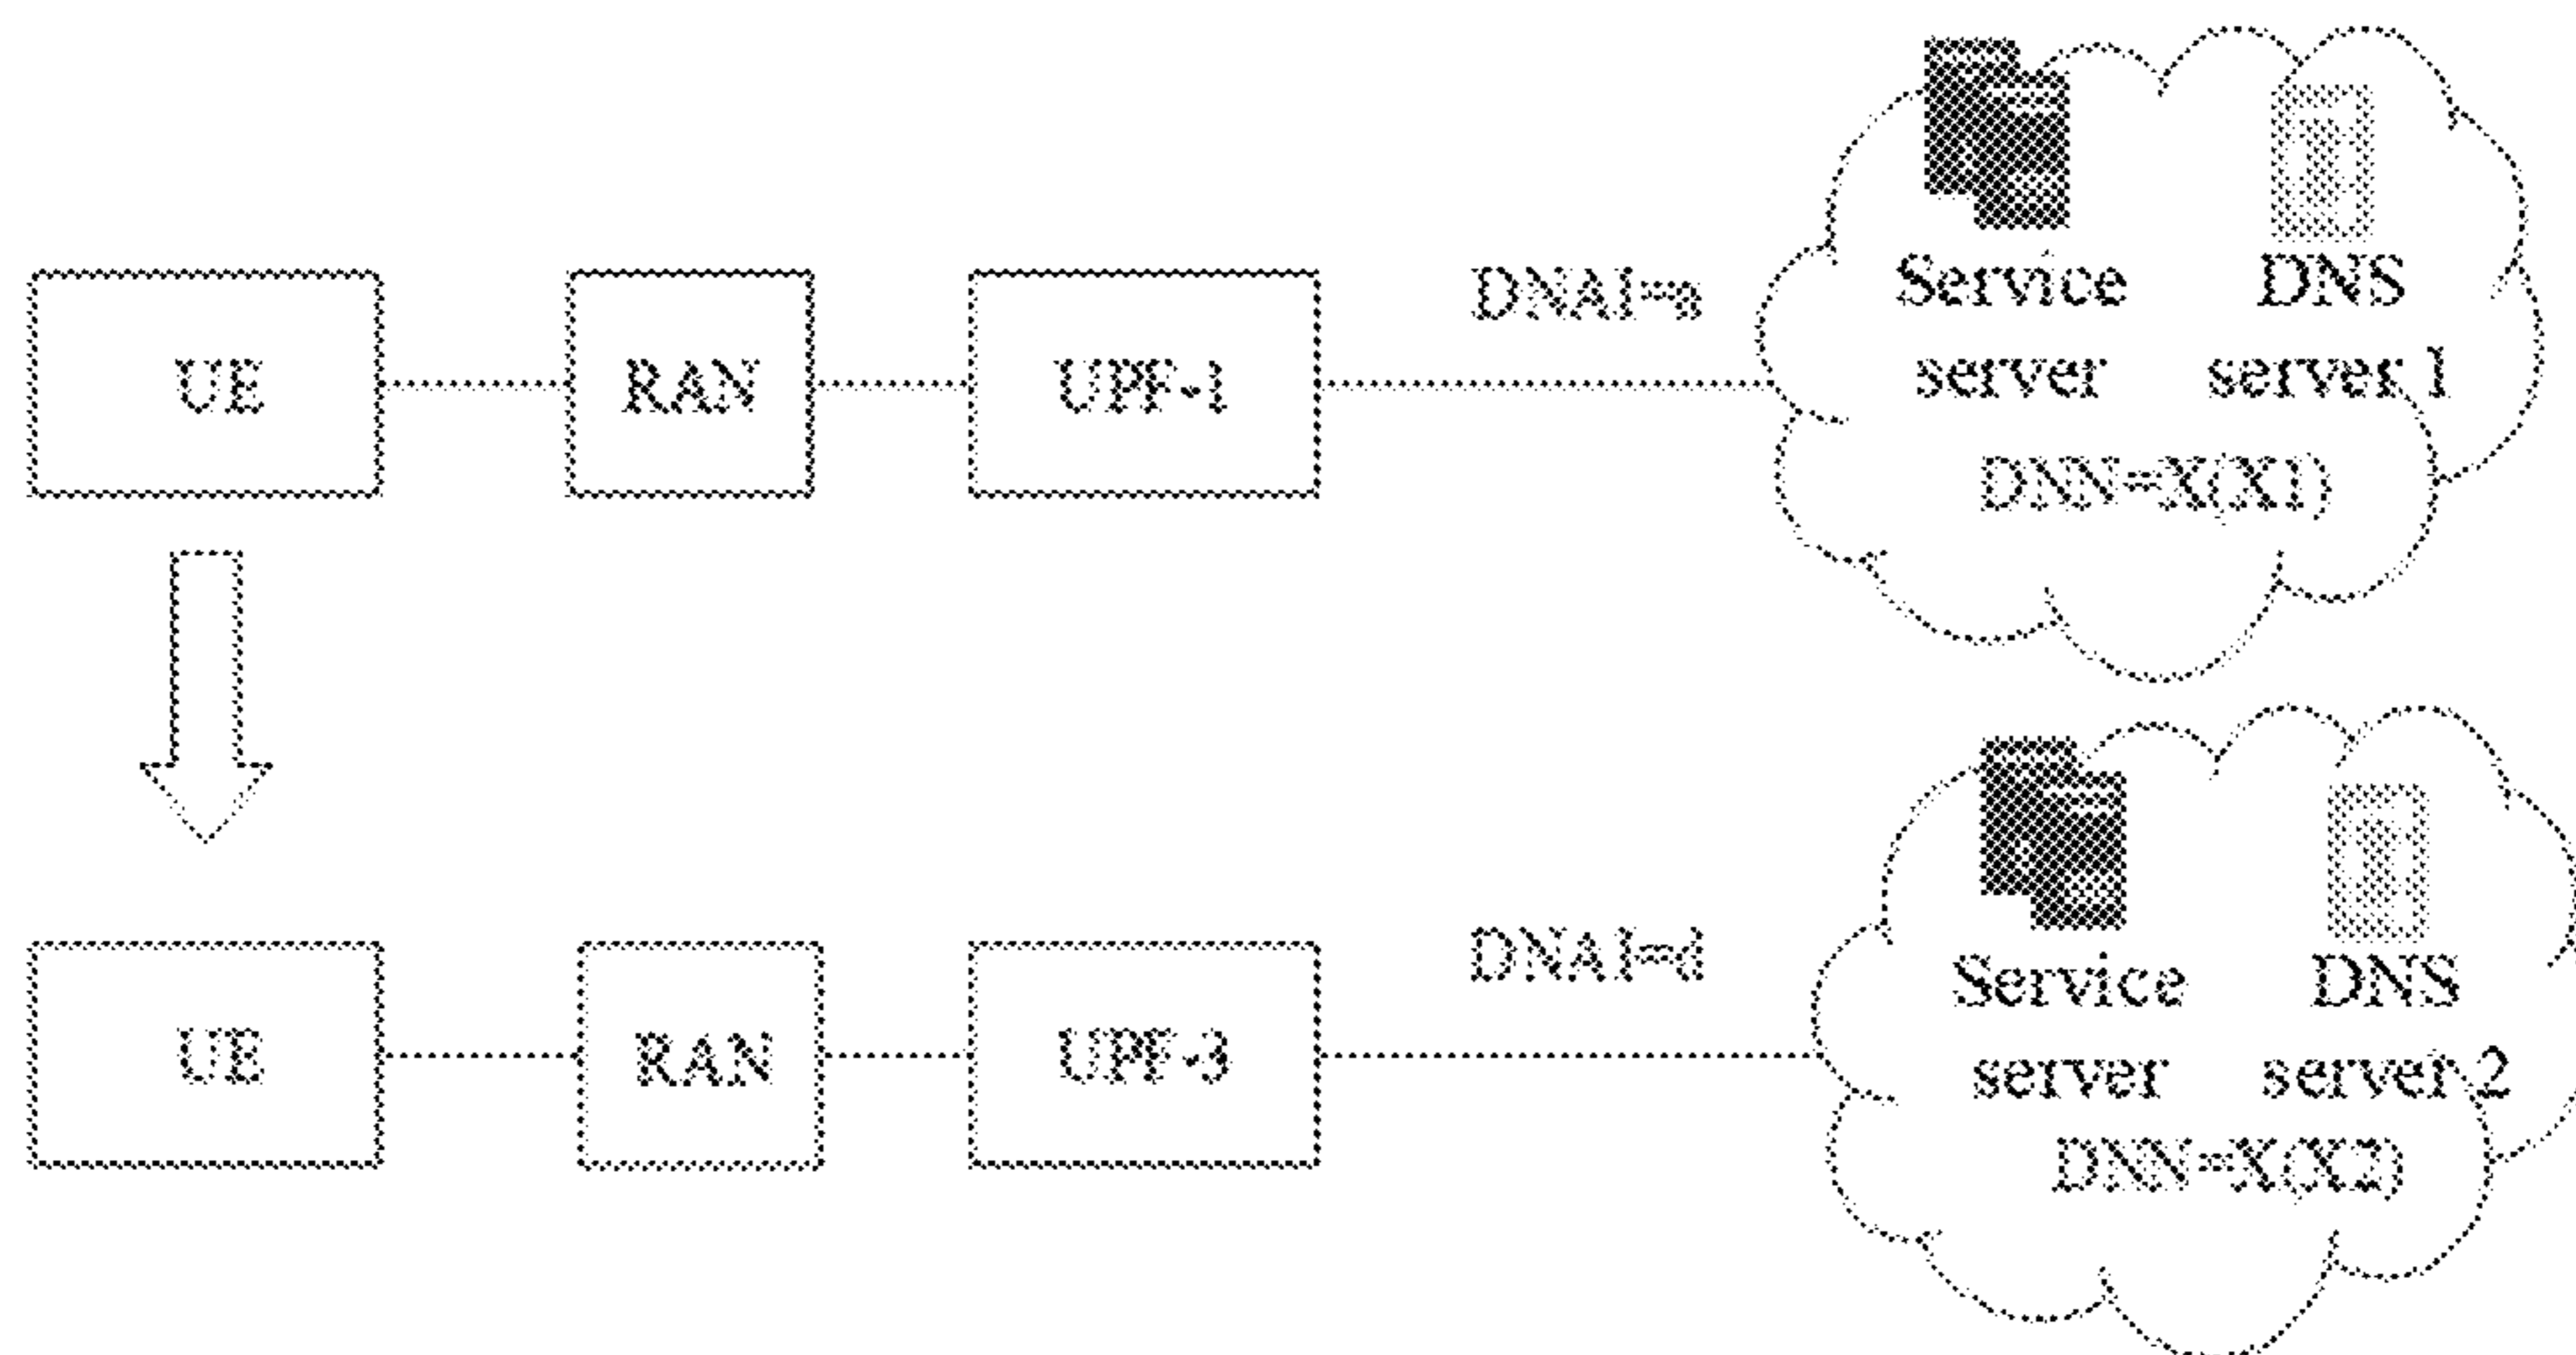 UE
RAN
UPF-1
DNAI=a
Service
server
DNS
server 1
DNN=X(X1)
UE
RAN
UPF-3
DNAI=d
Service
server
DNS
server 2
DNN=X(X2)